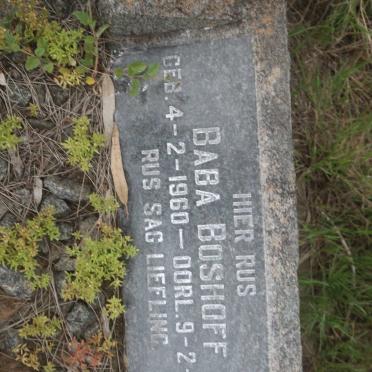 HIER RUS
BABA BOSHOFF
GEB. 4-2-1960 — OORL. 9-2-
RUS SAG LIEFLING